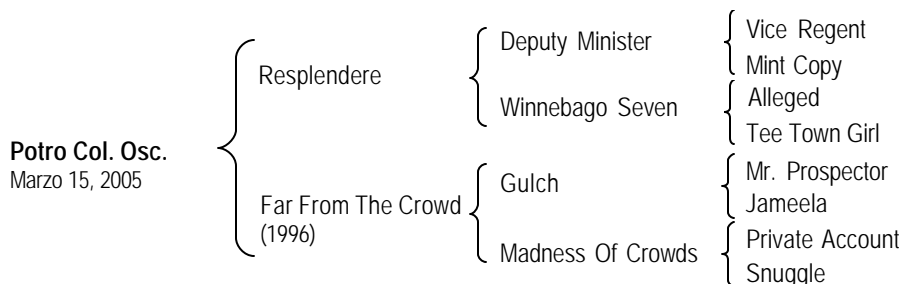 Potro Col. Osc.
Marzo 15, 2005
Resplendere
Far From The Crowd
(1996)
Deputy Minister
Winnebago Seven
Gulch
Madness Of Crowds
Vice Regent
Mint Copy
Alleged
Tee Town Girl
Mr. Prospector
Jameela
Private Account
Snuggle